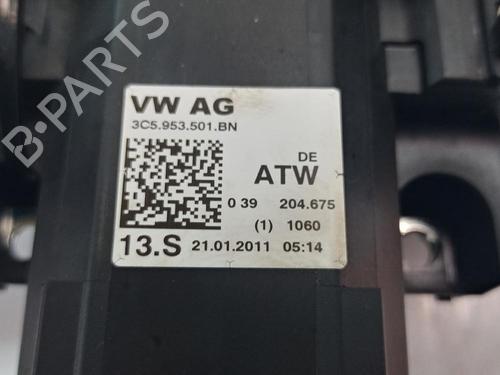 VW AG
3C5.953.501.BN
DE
ATW
0 39 204.675
(1) 1060
13.S 21.01.2011 05:14
B-PARTS